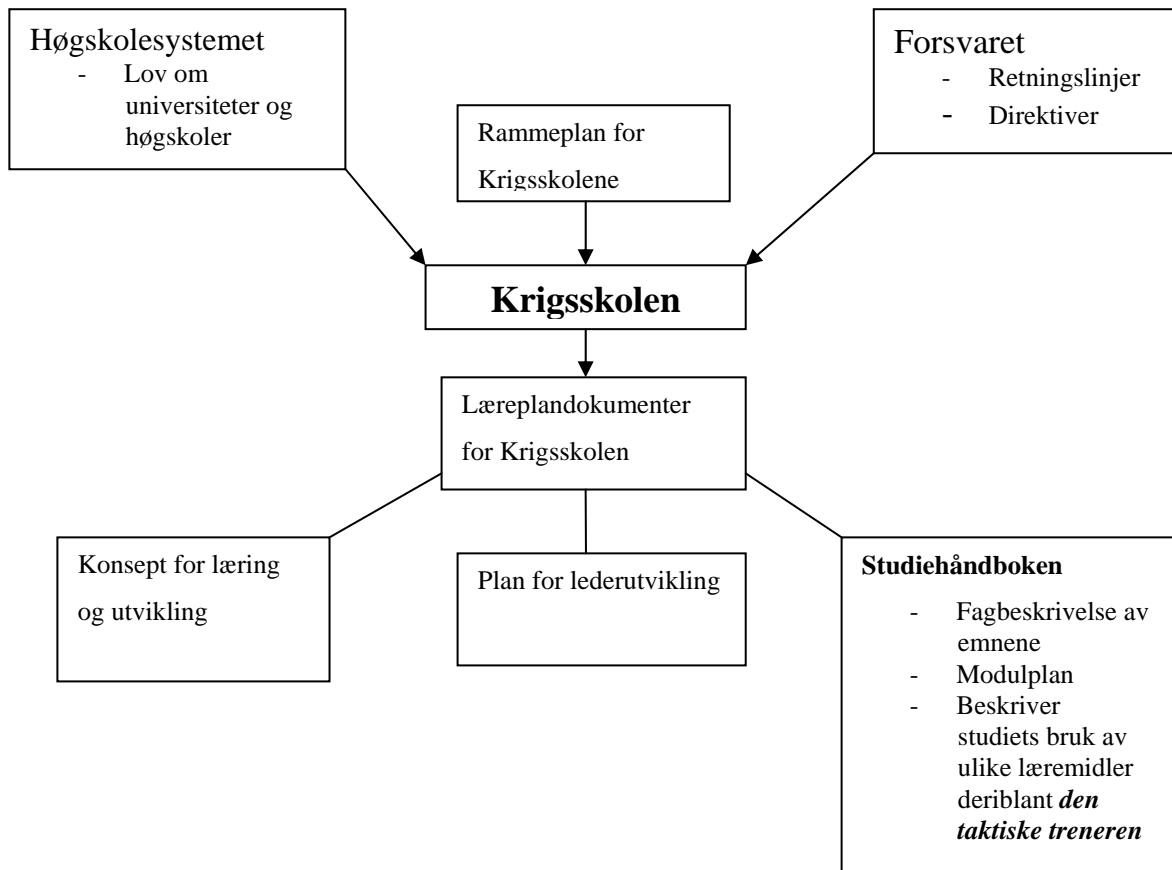 Høgskolesystemet
- Lov om
universiteter og
høgskoler
Forsvaret
- Retningslinjer
- Direktiver
Rammeplan for
Krigsskolene
Krigsskolen
Læreplandokumenter
for Krigsskolen
Konsept for læring
og utvikling
Plan for lederutvikling
Studiehåndboken
- Fagbeskrivelse av
emnene
- Modulplan
- Beskriver
studiets bruk av
ulike læremidler
deriblant den
taktiske treneren